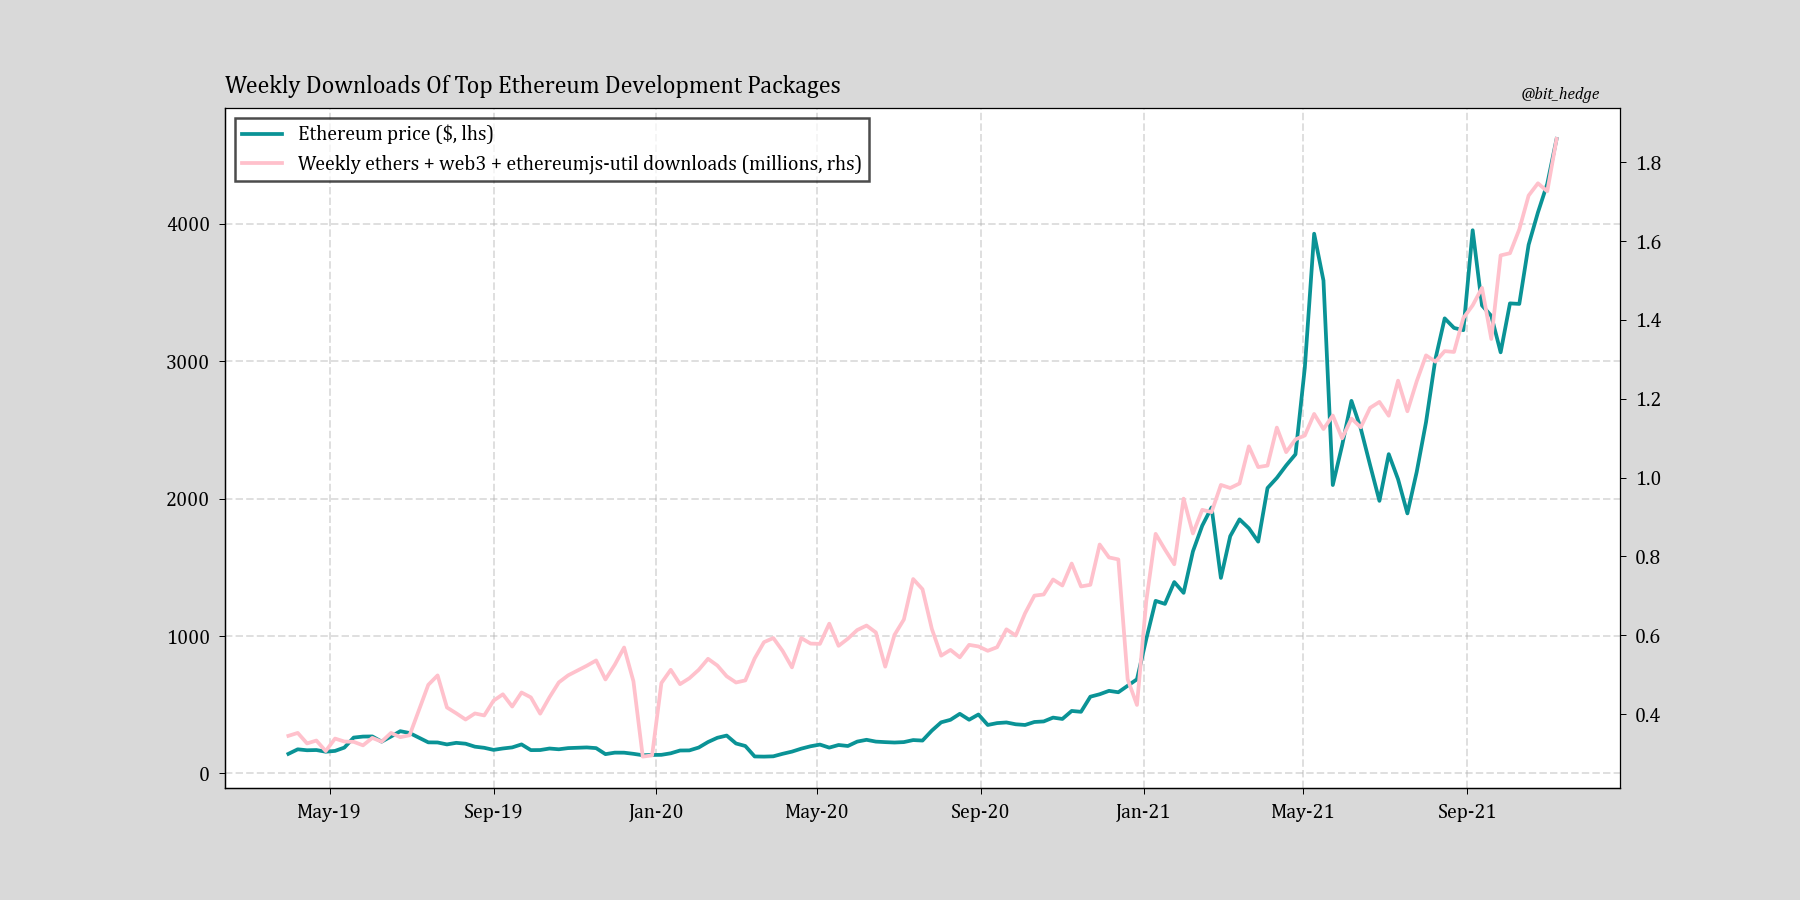 Weekly Downloads Of Top Ethereum Development Packages
@bit_hedge
Ethereum price ($, lhs)
Weekly ethers + web3 + ethereumjs-util downloads (millions, rhs)
4000
3000
2000
1000
0
1.8
1.6
1.4
1.2
1.0
0.8
0.6
0.4
May-19
Sep-19
Jan-20
May-20
Sep-20
Jan-21
May-21
Sep-21